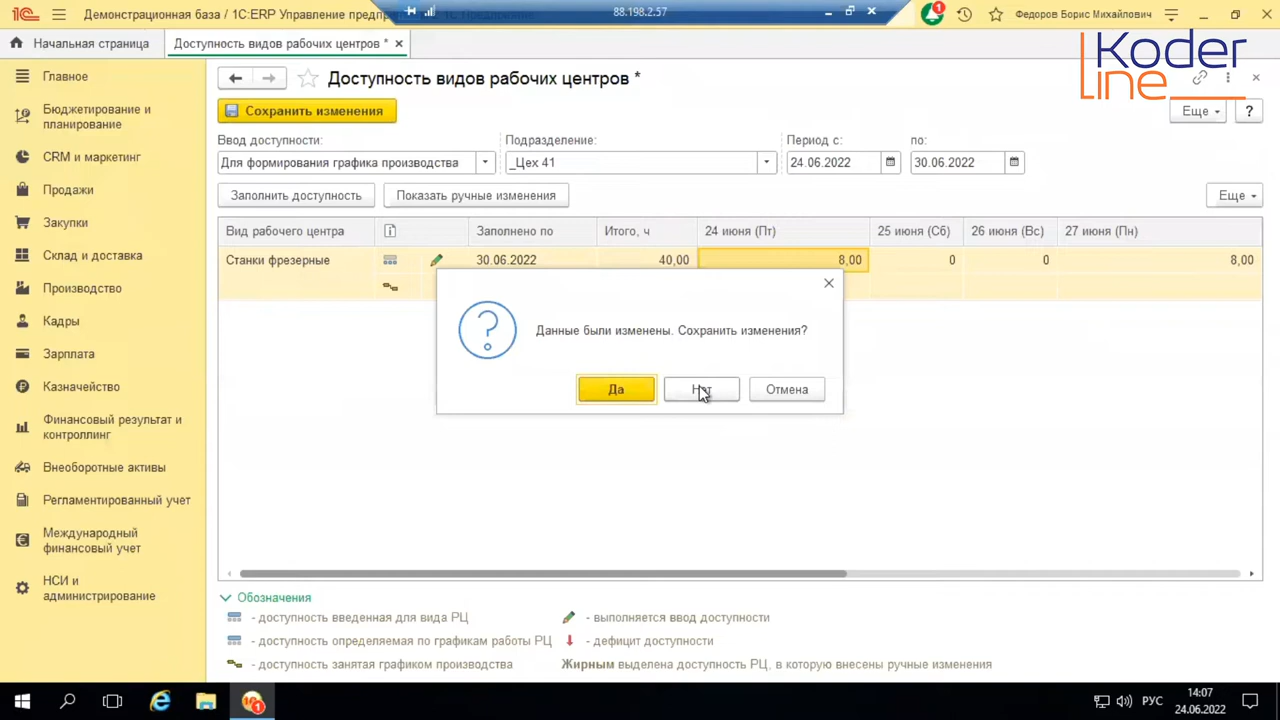 Демонстрационная база / 1С:ERP Управление предпр
88.198.2.57
1
Федоров Борис Михайлович
Начальная страница
Доступность видов рабочих центров *
Koder
line
Главное
Бюджетирование и
планирование
CRM и маркетинг
Продажи
Закупки
Склад и доставка
Производство
Кадры
Зарплата
Казначейство
Финансовый результат и
контроллинг
Внеоборотные активы
Регламентированный учет
Международный
финансовый учет
НСИ и
администрирование
Доступность видов рабочих центров *
Сохранить изменения
Еще
?
Ввод доступности:
Подразделение:
Период с:
по:
Для формирования графика производства
_Цех 41
24.06.2022
30.06.2022
Заполнить доступность
Показать ручные изменения
Еще
Вид рабочего центра
Заполнено по
Итого, ч
24 июня (Пт)
25 июня (Сб)
26 июня (Вс)
27 июня (Пн)
Станки фрезерные
30.06.2022
40,00
8,00
0
0
8,00
Данные были изменены. Сохранить изменения?
Да
Нет
Отмена
Обозначения
- доступность введенная для вида РЦ
- выполняется ввод доступности
- доступность определяемая по графикам работы РЦ
- дефицит доступности
- доступность занятая графиком производства
Жирным выделена доступность РЦ, в которую внесены ручные изменения
1
РУС
14:07
24.06.2022